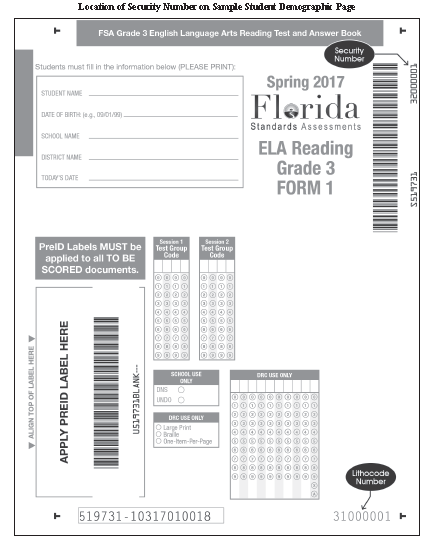 Location of Security Number on Sample Student Demographic Page
FSA Grade 3 English Language Arts Reading Test and Answer Book
Security
Number
Students must fill in the information below (PLEASE PRINT):
STUDENT NAME
DATE OF BIRTH: (e.g., 09/01/99)
SCHOOL NAME
DISTRICT NAME
TODAY'S DATE
Spring 2017
Florida
Standards Assessments
ELA Reading
Grade 3
FORM 1
32000001
PreID Labels MUST be
applied to all TO BE
SCORED documents.
Session 1
Test Group
Code
Session 2
Test Group
Code
ALIGN TOP OF LABEL HERE
APPLY PREID LABEL HERE
US19731BLANK---
SCHOOL USE
ONLY
DNS
UNDO
DRC USE ONLY
Large Print
Braille
One-Item-Per-Page
DRC USE ONLY
Lithocode
Number
519731-10317010018
31000001